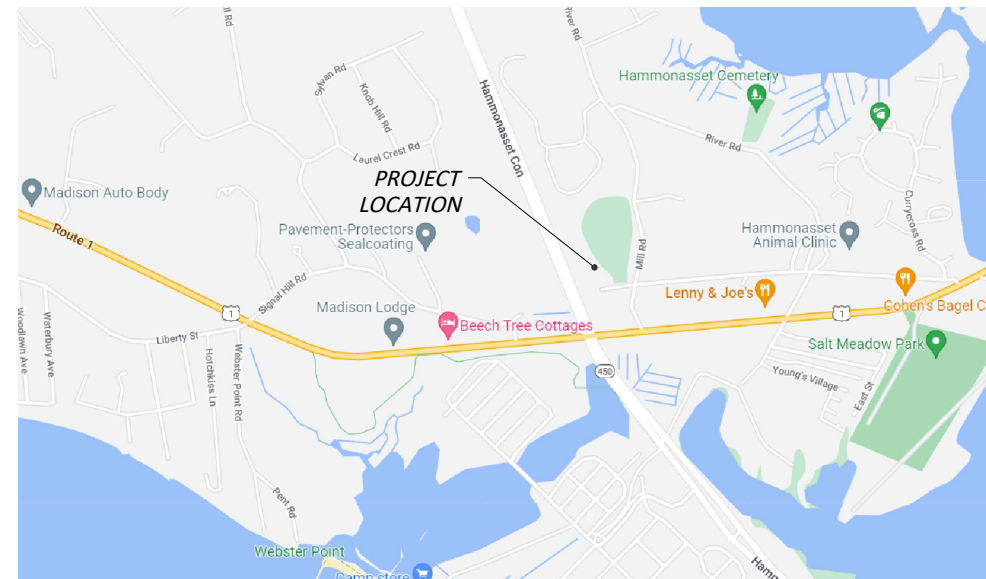 River Rd
Hammonasset Cemetery
Sylvan Rd
Knob Hill Rd
Hammonasset Con
Laurel Crest Rd
River Rd
PROJECT
LOCATION
Madison Auto Body
Currycross Rd
Route 1
Pavement-Protectors
Sealcoating
Hammonasset
Animal Clinic
Mill Rd
Signal Hill Rd
Lenny & Joe's
Cohen's Bagel C
Madison Lodge
1
1
Beech Tree Cottages
Liberty St
Salt Meadow Park
Woodlawn Ave
Waterbury Ave
Hotchkiss Ln
Webster Point Rd
450
Young's Village
East St
Pent Rd
Webster Point
Camp store
Hamm